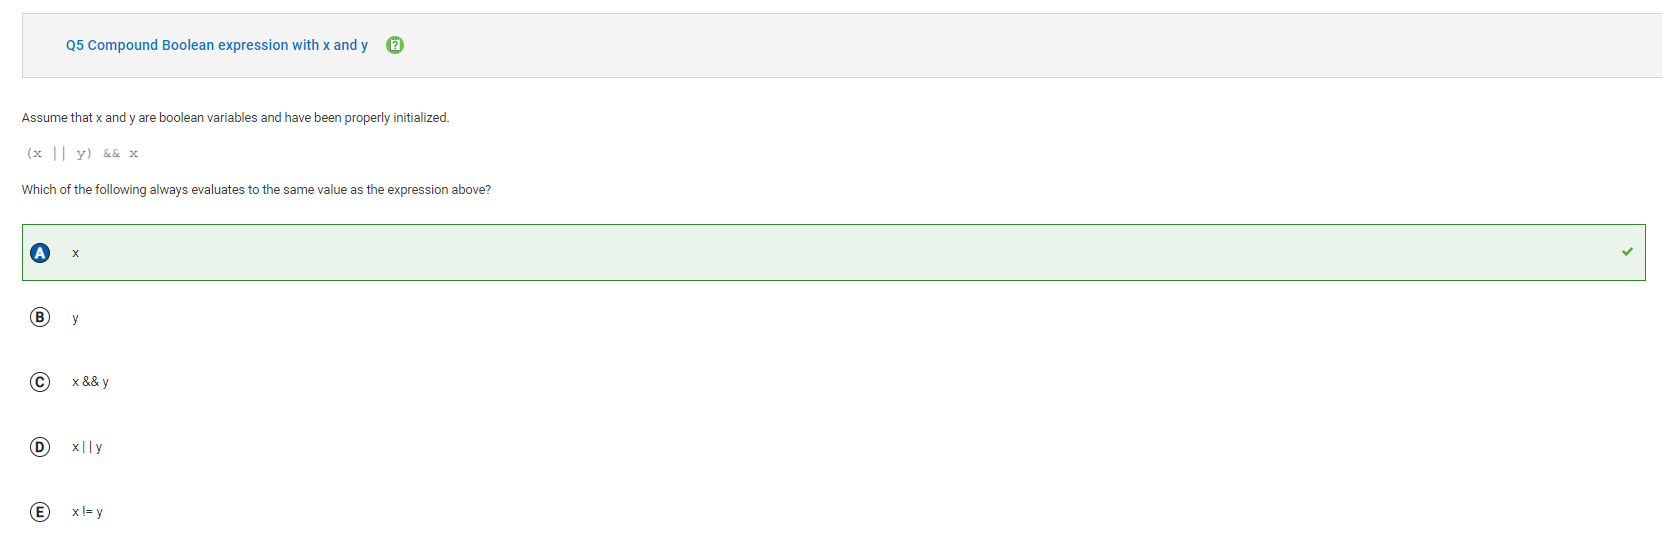 Q5 Compound Boolean expression with x and y
Assume that x and y are boolean variables and have been properly initialized.
(x || y) && x
Which of the following always evaluates to the same value as the expression above?
A x
B y
C x && y
D x || y
E x != y